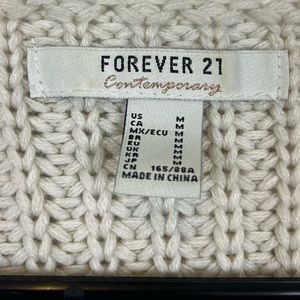 FOREVER 21
Contemporary
US M
CA M
MX/ECU M
BR M
EU M
UK M
KR M
JP M
CN 165/88A
MADE IN CHINA